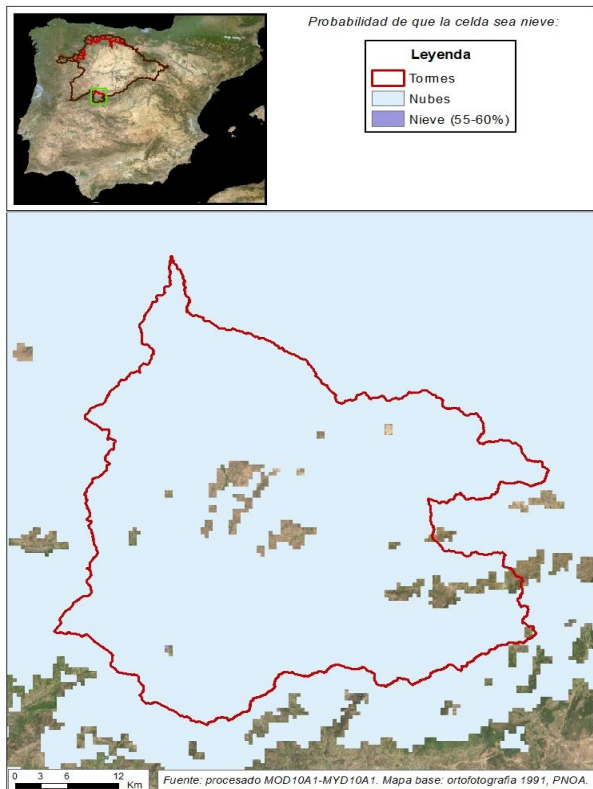 Probabilidad de que la celda sea nieve:
Leyenda
Tormes
Nubes
Nieve (55-60%)
0 3 6 12
Km
Fuente: procesado MOD10A1-MYD10A1. Mapa base: ortofotografia 1991, PNOA.